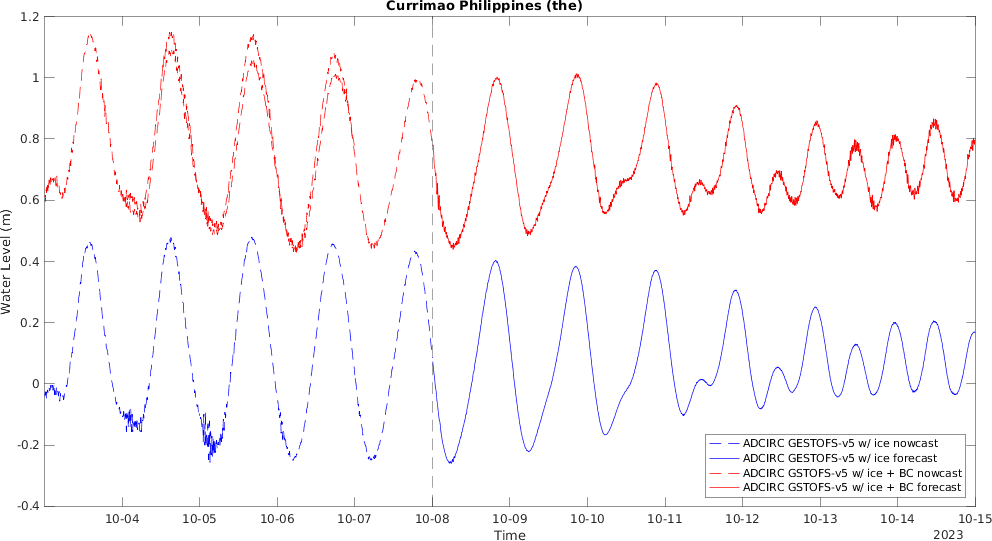 Currimao Philippines (the)
1.2
1
0.8
0.6
0.4
0.2
0
-0.2
-0.4
Water Level (m)
ADCIRC GESTOFS-v5 w/ ice nowcast
ADCIRC GESTOFS-v5 w/ ice forecast
ADCIRC GSTOFS-v5 w/ ice + BC nowcast
ADCIRC GSTOFS-v5 w/ ice + BC forecast
10-04 10-05 10-06 10-07 10-08 10-09 10-10 10-11 10-12 10-13 10-14 10-15
Time
2023